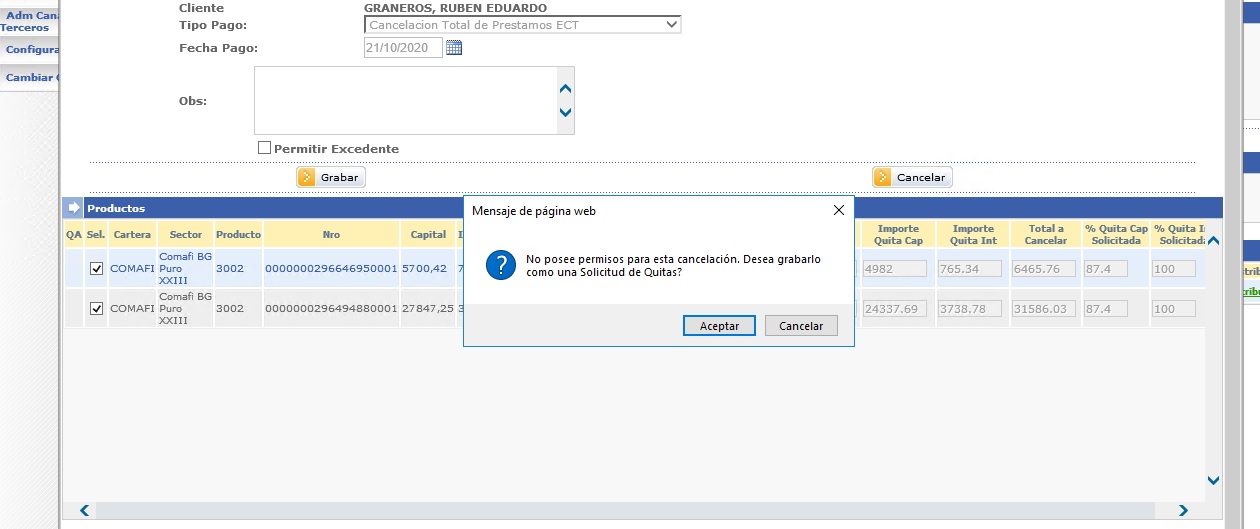 Adm Cana
Terceros
Configura
Cambiar
Cliente GRANEROS, RUBEN EDUARDO
Tipo Pago: Cancelacion Total de Prestamos ECT
Fecha Pago: 21/10/2020
Obs:
Permitir Excedente
Grabar Cancelar
Productos
QA Sel. Cartera Sector Producto Nro Capital I Importe Quita Cap Importe Quita Int Total a Cancelar % Quita Cap Solicitada % Quita I Solicitad
COMAFI Comafi BG Puro XXIII 3002 0000000296646950001 5700,42 7 4982 765.34 6465.76 87.4 100
COMAFI Comafi BG Puro XXIII 3002 0000000296494880001 27847,25 3 24337.69 3738.78 31586.03 87.4 100
Mensaje de página web
No posee permisos para esta cancelación. Desea grabarlo
como una Solicitud de Quitas?
Aceptar Cancelar